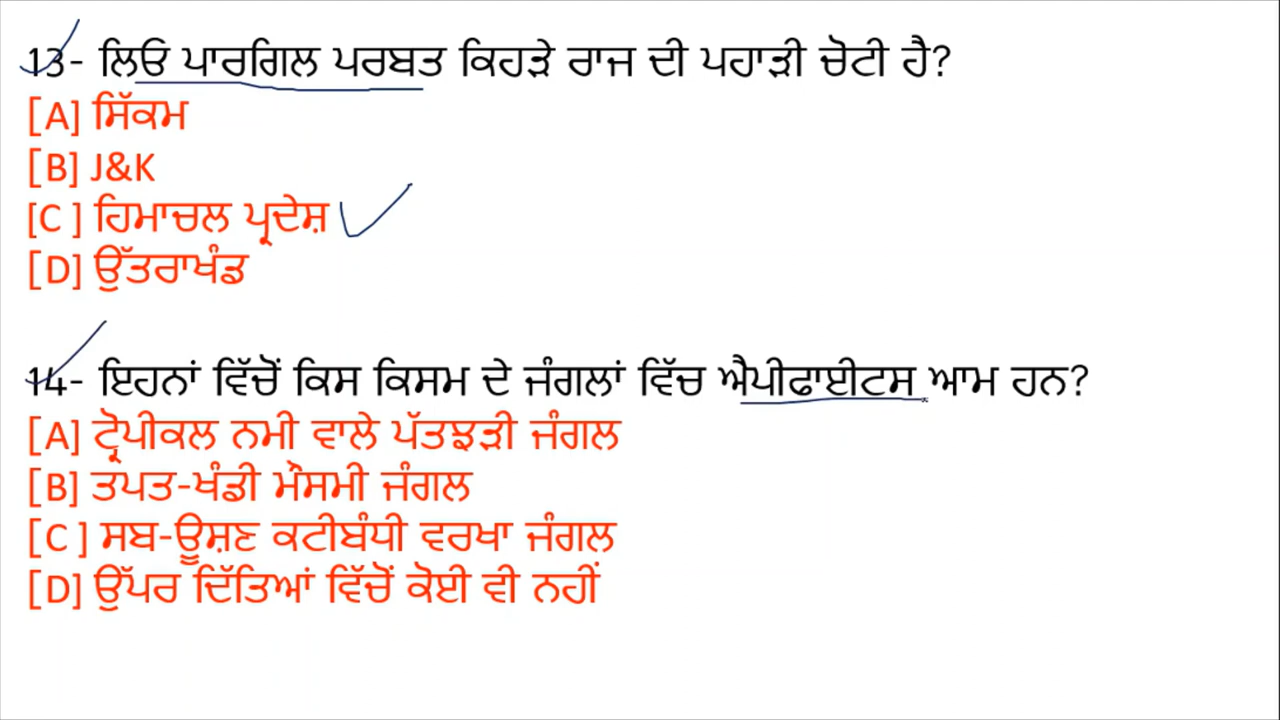 13- ਲਿਓ ਪਾਰਗਿਲ ਪਰਬਤ ਕਿਹੜੇ ਰਾਜ ਦੀ ਪਹਾੜੀ ਚੋਟੀ ਹੈ?
[A] ਸਿੱਕਮ
[B] J&K
[C ] ਹਿਮਾਚਲ ਪ੍ਰਦੇਸ਼
[D] ਉੱਤਰਾਖੰਡ
14- ਇਹਨਾਂ ਵਿੱਚੋਂ ਕਿਸ ਕਿਸਮ ਦੇ ਜੰਗਲਾਂ ਵਿੱਚ ਐਪੀਫਾਈਟਸ ਆਮ ਹਨ?
[A] ਟ੍ਰੋਪੀਕਲ ਨਮੀ ਵਾਲੇ ਪੱਤਝੜੀ ਜੰਗਲ
[B] ਤਪਤ-ਖੰਡੀ ਮੌਸਮੀ ਜੰਗਲ
[C ] ਸਬ-ਊਸ਼ਣ ਕਟੀਬੰਧੀ ਵਰਖਾ ਜੰਗਲ
[D] ਉੱਪਰ ਦਿੱਤਿਆਂ ਵਿੱਚੋਂ ਕੋਈ ਵੀ ਨਹੀਂ